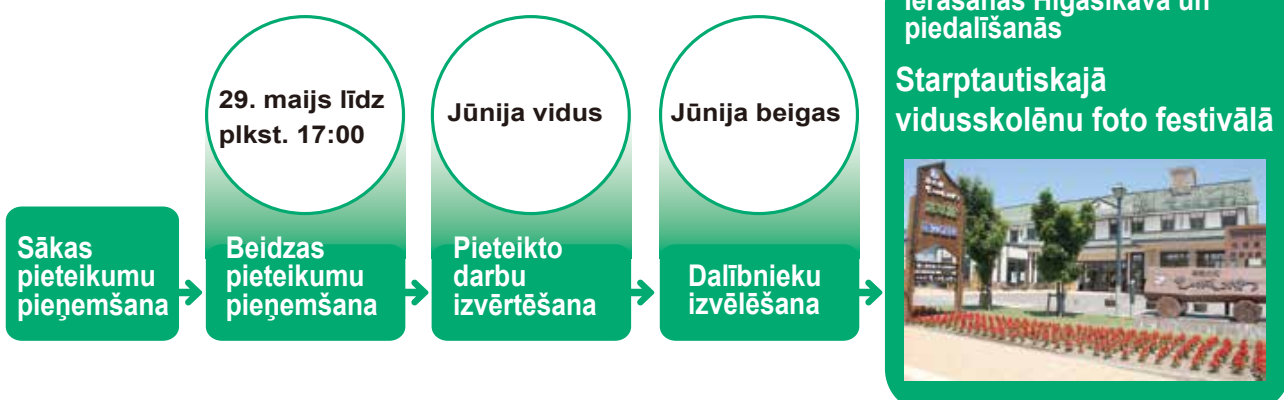 29. maijs līdz
plkst. 17:00
Jūnija vidus
Jūnija beigas
Sākas
pieteikumu
pieņemšana
Beidzas
pieteikumu
pieņemšana
Pieteikto
darbu
izvērtēšana
Dalībnieku
izvēlēšana
Ierašanās Higašikavā un
piedalīšanās
Starptautiskajā
vidusskolēnu foto festivālā